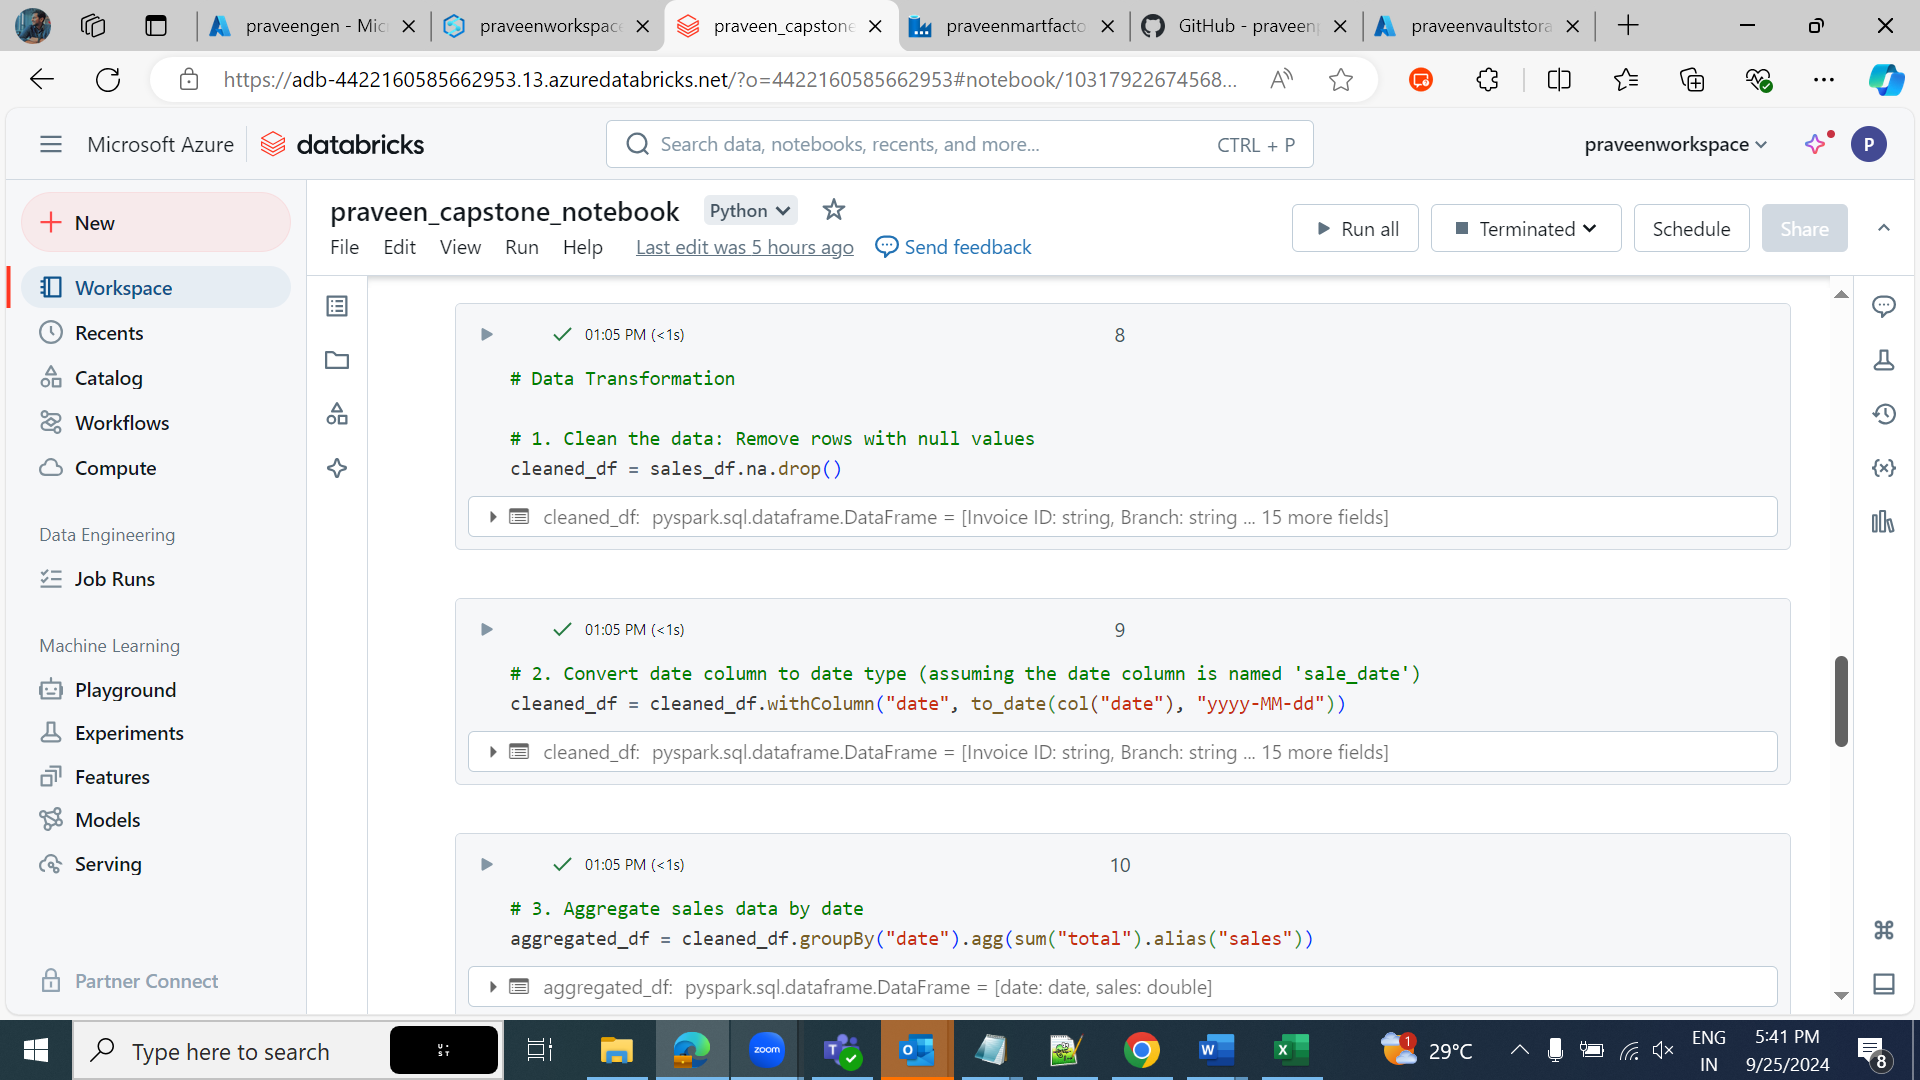 praveengen - Mic
praveenworkspace
praveen_capstone
praveenmartfacto
GitHub - praveenp
praveenvaultstora
https://adb-4422160585662953.13.azuredatabricks.net/?o=4422160585662953#notebook/10317922674568...
Microsoft Azure
databricks
Search data, notebooks, recents, and more...
CTRL + P
praveenworkspace
P
New
Workspace
Recents
Catalog
Workflows
Compute
Data Engineering
Job Runs
Machine Learning
Playground
Experiments
Features
Models
Serving
Partner Connect
praveen_capstone_notebook
Python
File Edit View Run Help
Last edit was 5 hours ago
Send feedback
Run all
Terminated
Schedule
Share
01:05 PM (<1s)
8
# Data Transformation
# 1. Clean the data: Remove rows with null values
cleaned_df = sales_df.na.drop()
cleaned_df: pyspark.sql.dataframe.DataFrame = [Invoice ID: string, Branch: string ... 15 more fields]
01:05 PM (<1s)
9
# 2. Convert date column to date type (assuming the date column is named 'sale_date')
cleaned_df = cleaned_df.withColumn("date", to_date(col("date"), "yyyy-MM-dd"))
cleaned_df: pyspark.sql.dataframe.DataFrame = [Invoice ID: string, Branch: string ... 15 more fields]
01:05 PM (<1s)
10
# 3. Aggregate sales data by date
aggregated_df = cleaned_df.groupBy("date").agg(sum("total").alias("sales"))
aggregated_df: pyspark.sql.dataframe.DataFrame = [date: date, sales: double]
Type here to search
U
ST
zoom
1
29°C
ENG
IN
5:41 PM
9/25/2024
8